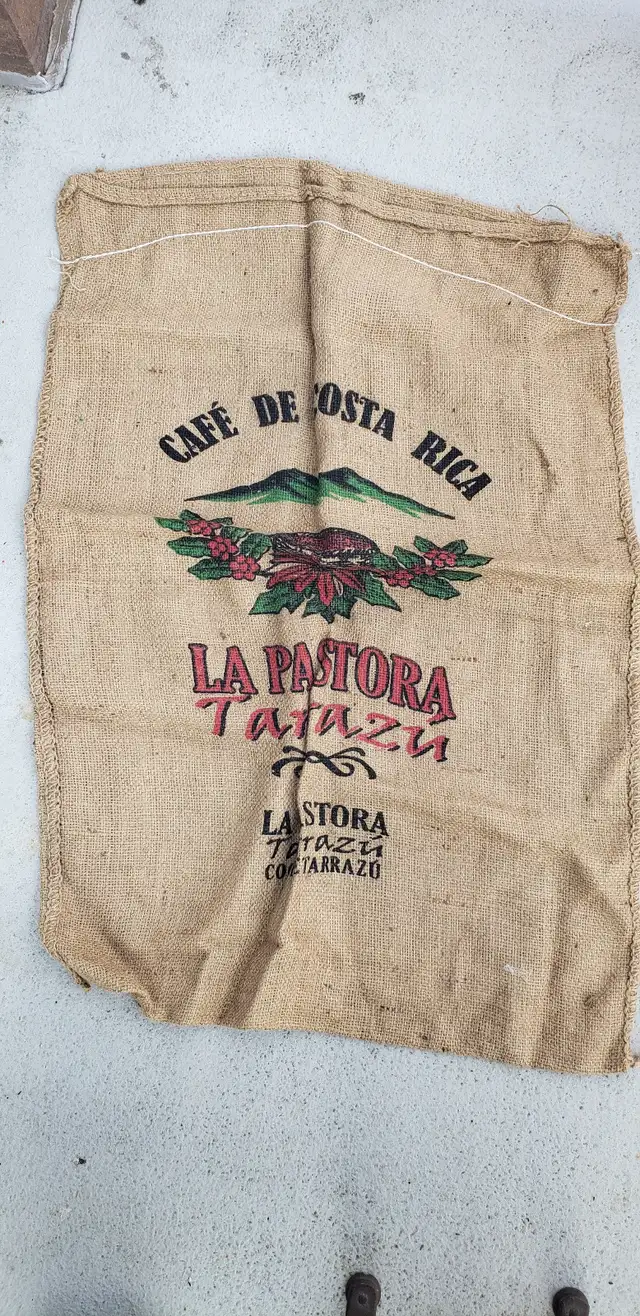 CAFÉ DE COSTA RICA
LA PASTORA
Tarazú
LA PASTORA
Tarazú
TARRAZÚ